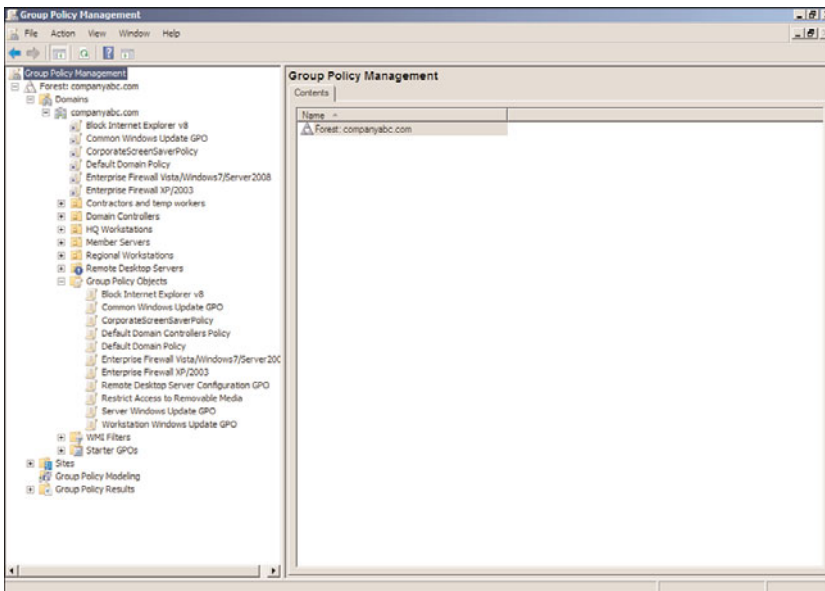 Group Policy Management
File Action View Window Help
Group Policy Management
Forest: companyabc.com
Domains
companyabc.com
Block Internet Explorer v8
Common Windows Update GPO
CorporateScreenSaverPolicy
Default Domain Policy
Enterprise Firewall Vista/Windows7/Server2008
Enterprise Firewall XP/2003
Contractors and temp workers
Domain Controllers
HQ Workstations
Member Servers
Regional Workstations
Remote Desktop Servers
Group Policy Objects
Block Internet Explorer v8
Common Windows Update GPO
CorporateScreenSaverPolicy
Default Domain Controllers Policy
Default Domain Policy
Enterprise Firewall Vista/Windows7/Server200
Enterprise Firewall XP/2003
Remote Desktop Server Configuration GPO
Restrict Access to Removable Media
Server Windows Update GPO
Workstation Windows Update GPO
WMI Filters
Starter GPOs
Sites
Group Policy Modeling
Group Policy Results
Group Policy Management
Contents
Name
Forest: companyabc.com